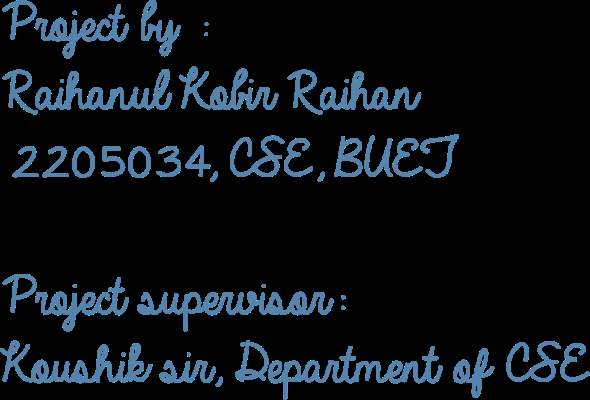 Project by :
Raihanul Kobir Raihan
2205034, CSE, BUET
Project supervisor:
Koushik sir, Department of CSE